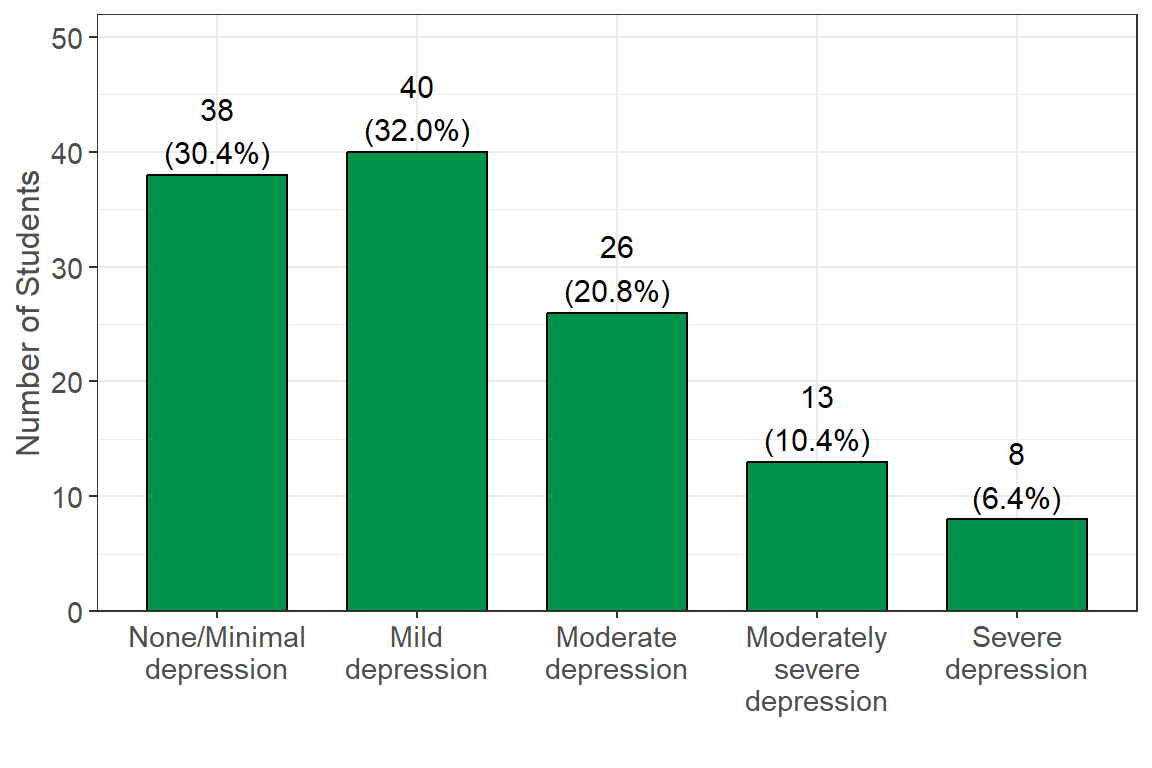 Number of Students
50
40
30
20
10
0
38
(30.4%)
40
(32.0%)
26
(20.8%)
13
(10.4%)
8
(6.4%)
None/Minimal
depression
Mild
depression
Moderate
depression
Moderately
severe
depression
Severe
depression